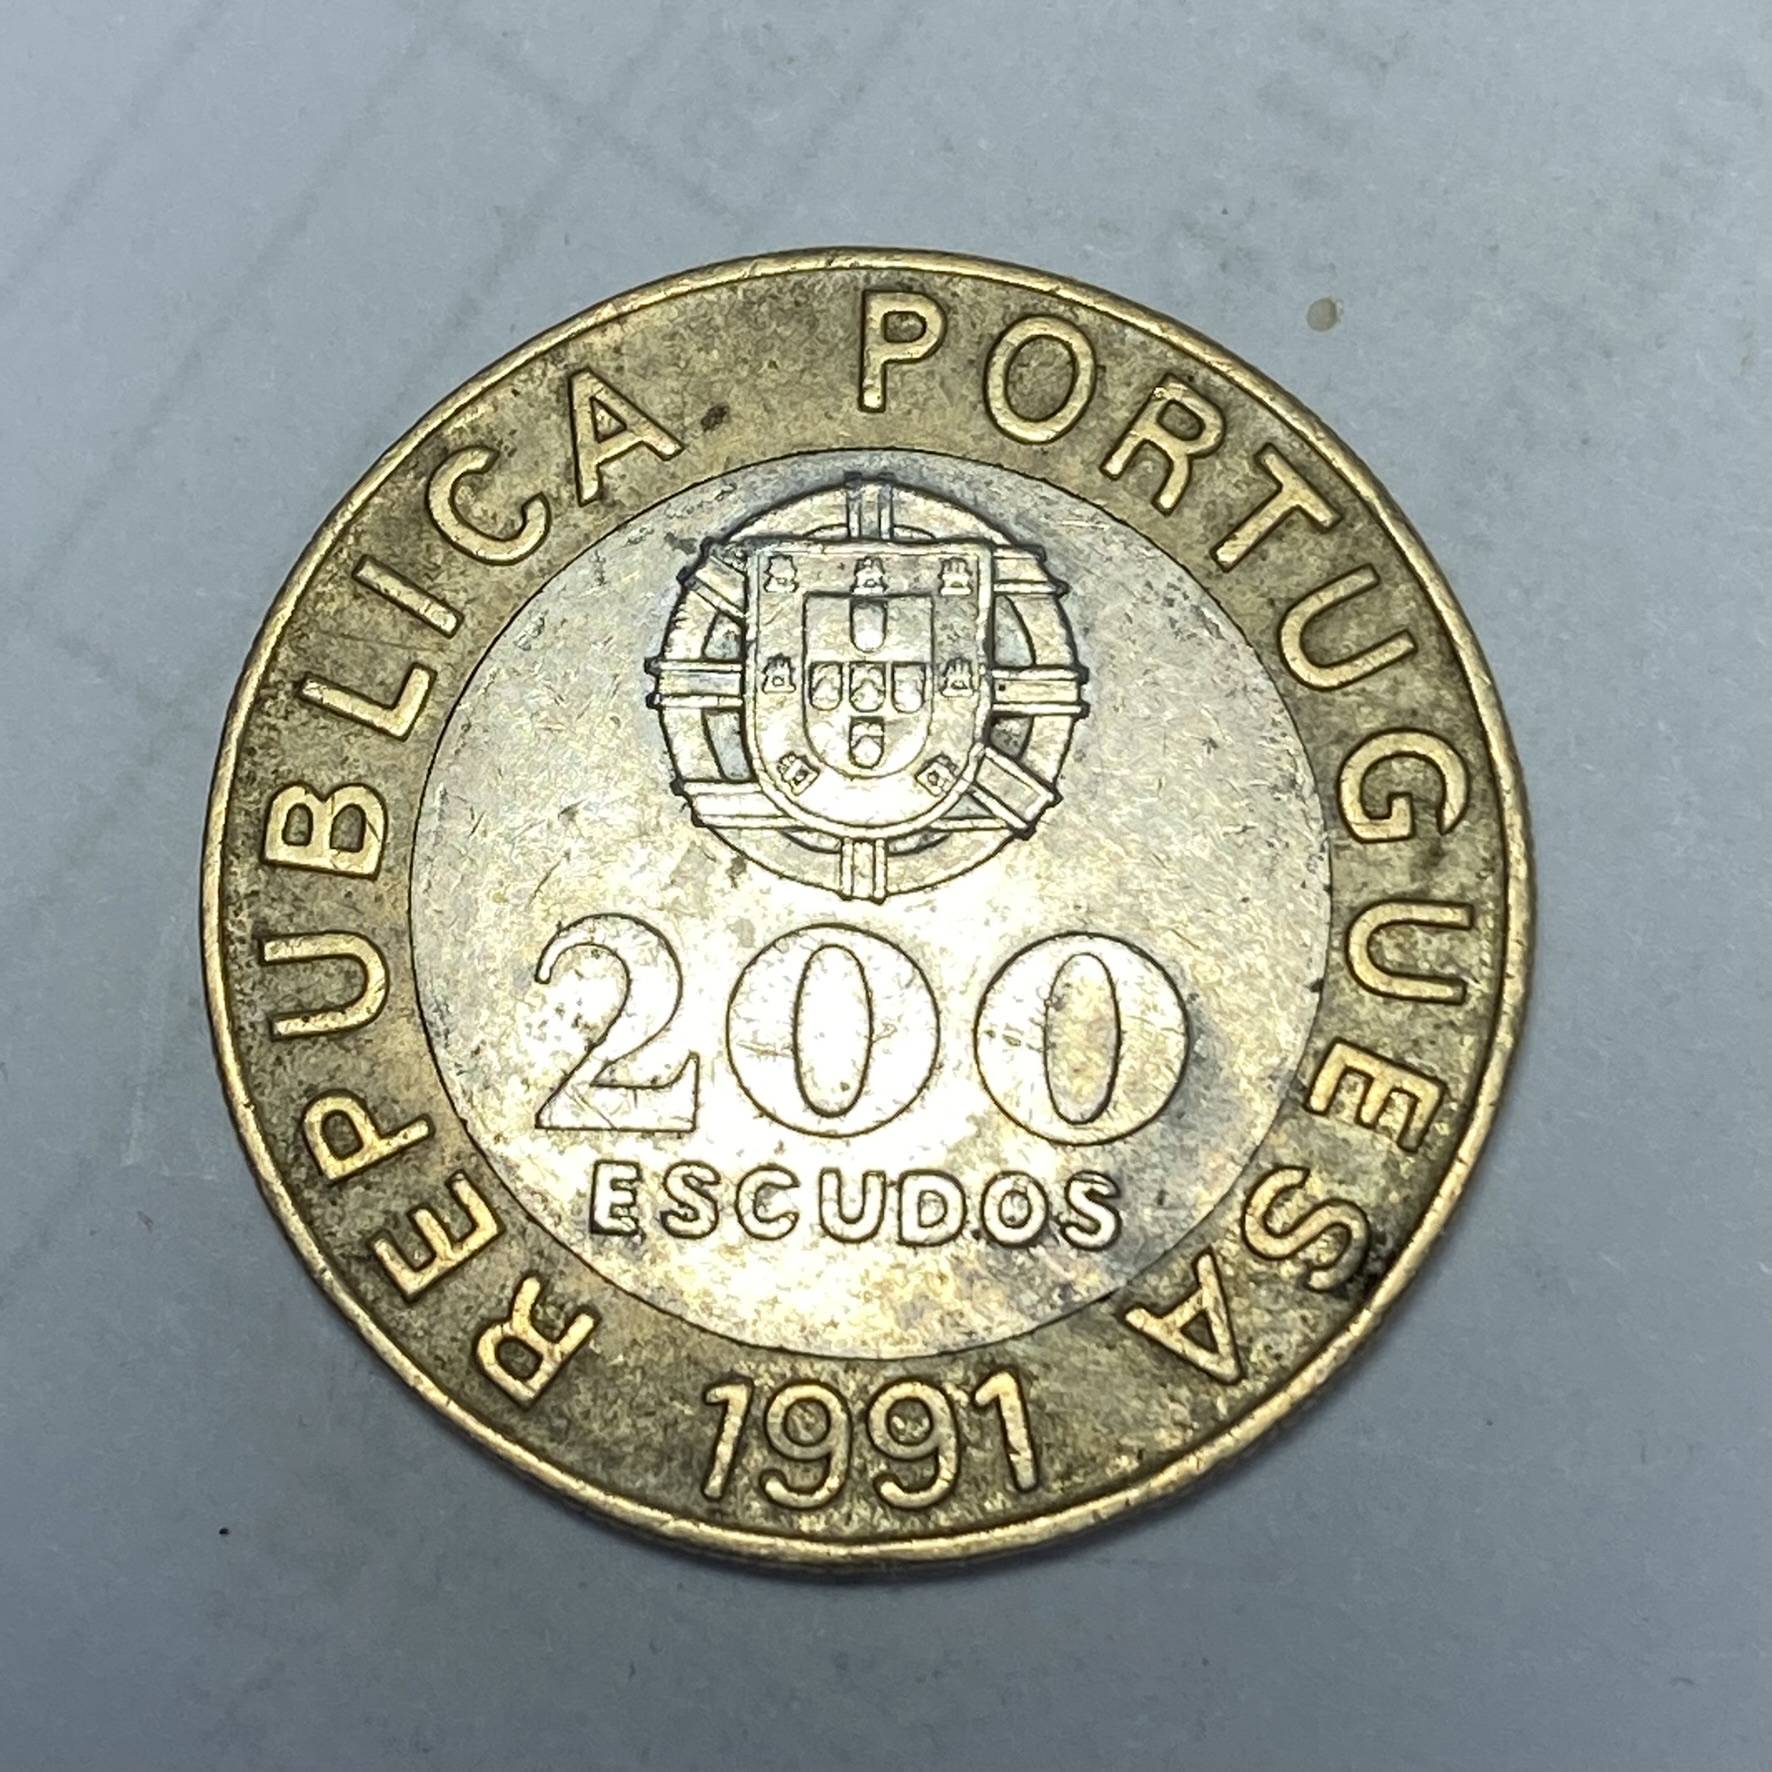 REPUBLICA PORTUGUESA
200
ESCUDOS
1991